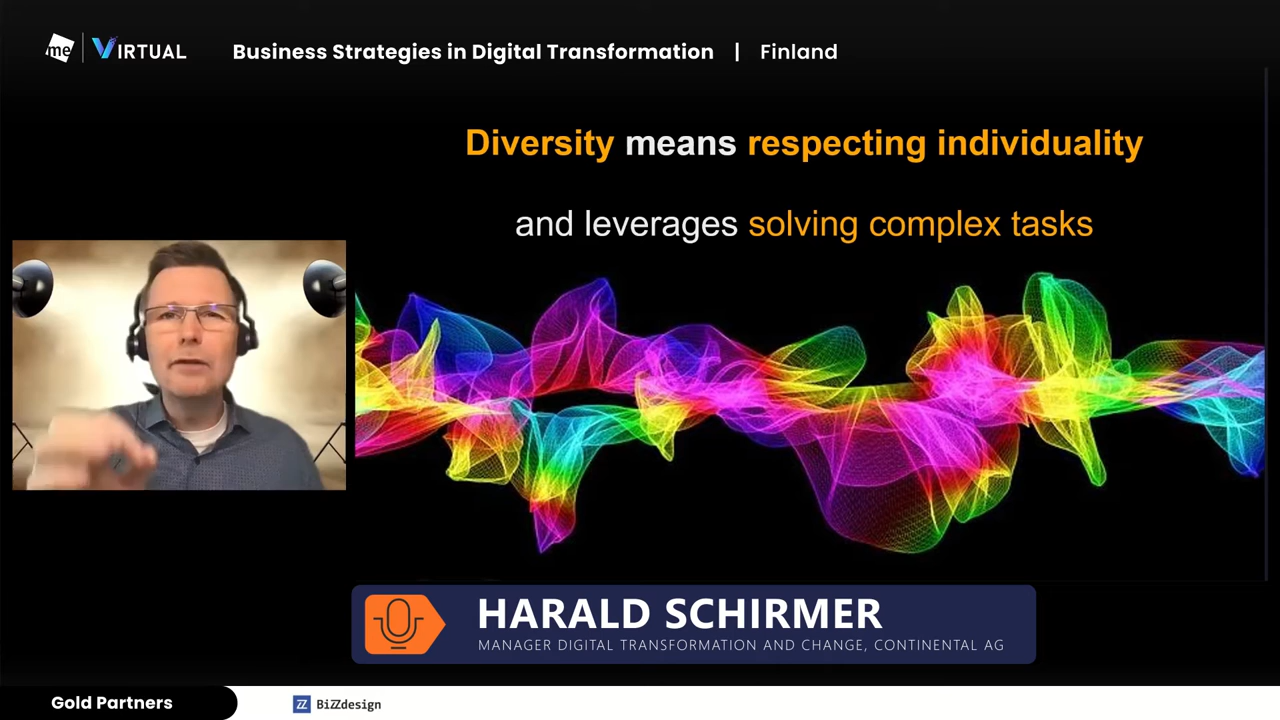 me VIRTUAL Business Strategies in Digital Transformation | Finland
Diversity means respecting individuality
and leverages solving complex tasks
HARALD SCHIRMER
MANAGER DIGITAL TRANSFORMATION AND CHANGE, CONTINENTAL AG
Gold Partners BiZZdesign